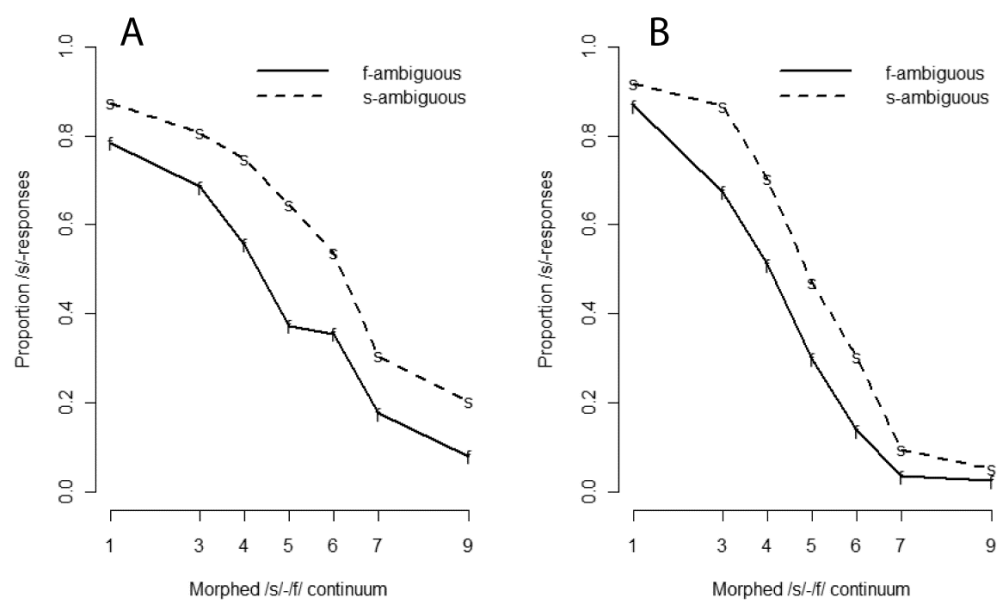 A
f-ambiguous
s-ambiguous
Proportion /s/-responses
1.0
0.8
0.6
0.4
0.2
0.0
s s s s s s s
f f f f f f f
1 3 4 5 6 7 9
Morphed /s/-/f/ continuum
B
f-ambiguous
s-ambiguous
Proportion /s/-responses
1.0
0.8
0.6
0.4
0.2
0.0
s s s s s s s
f f f f f f f
1 3 4 5 6 7 9
Morphed /s/-/f/ continuum